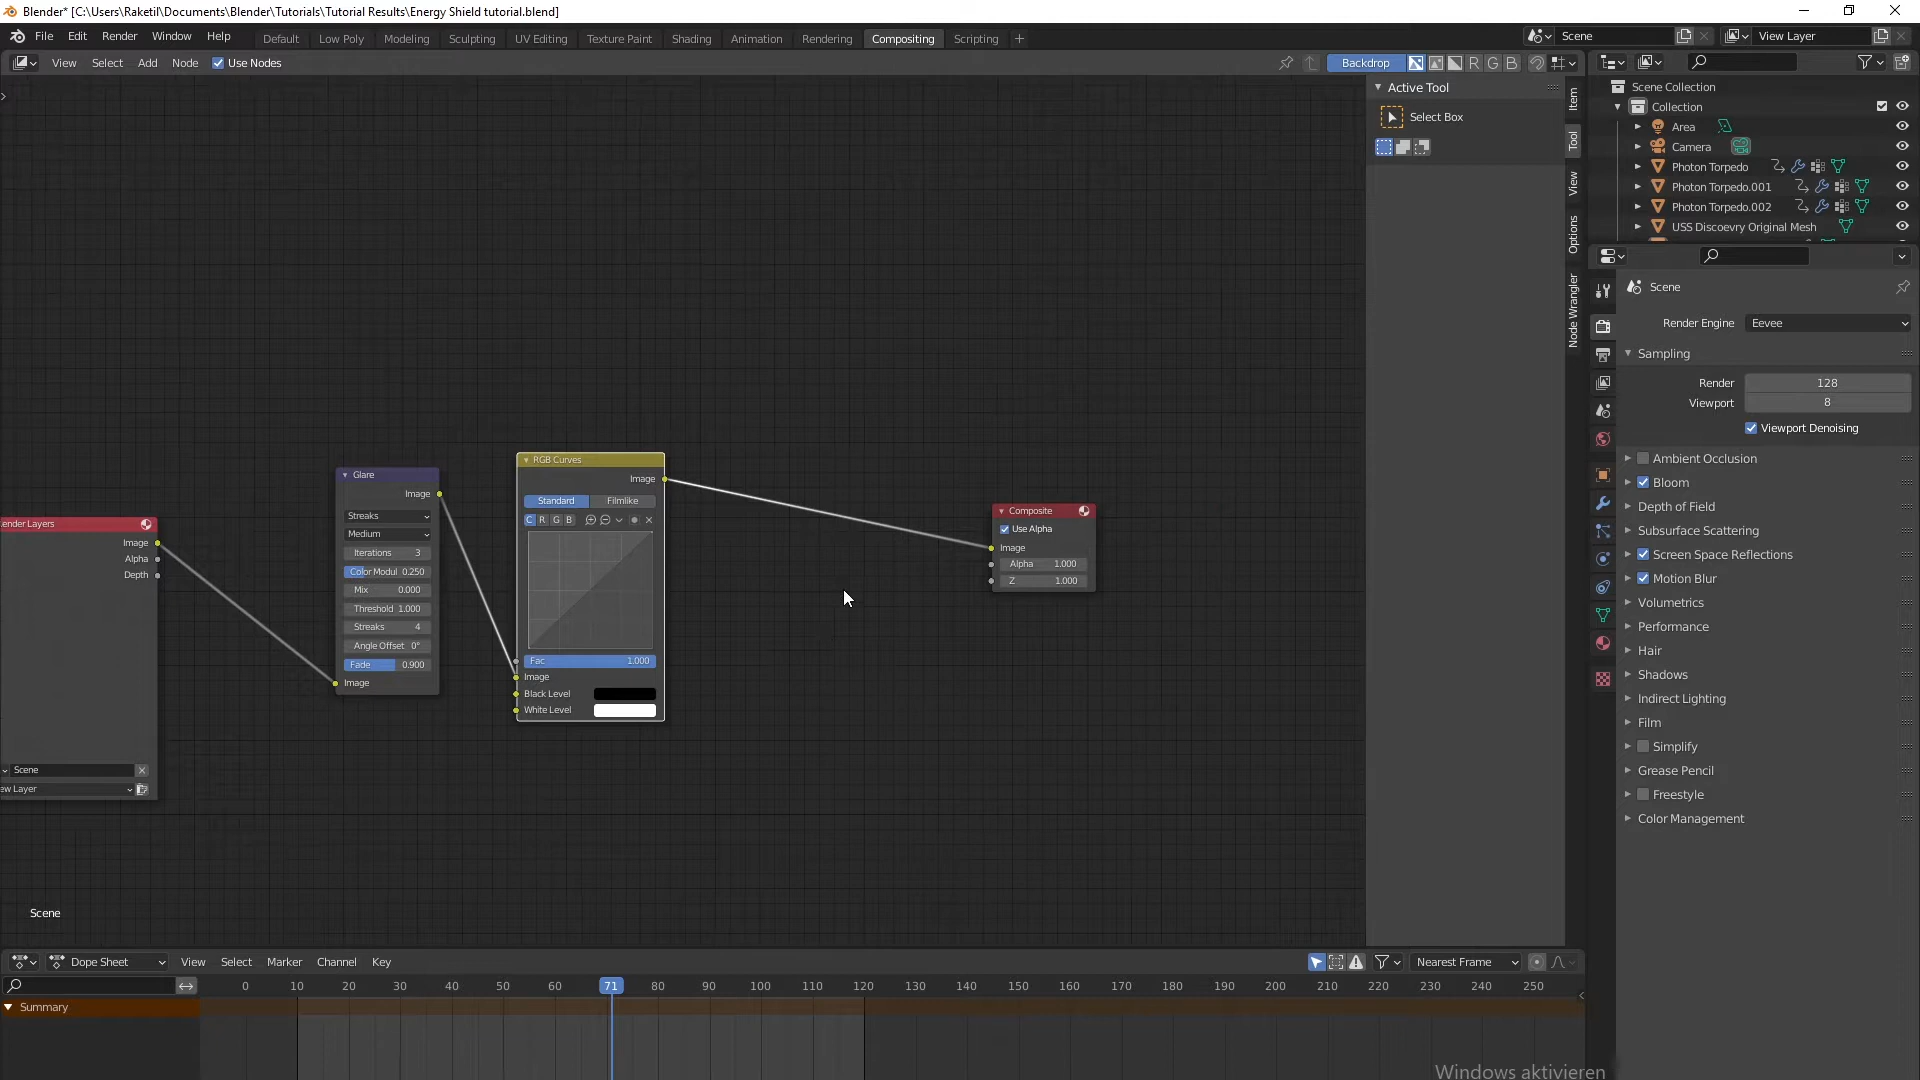 Blender* [C:\Users\Raketil\Documents\Blender\Tutorials\Tutorial Results\Energy Shield tutorial.blend]
File Edit Render Window Help Default Low Poly Modeling Sculpting UV Editing Texture Paint Shading Animation Rendering Compositing Scripting + Scene View Layer
View Select Add Node Use Nodes Backdrop R G B
Active Tool
Select Box
Item
Tool
View
Options
Node Wrangler
Scene Collection
Collection
Area
Camera
Photon Torpedo
Photon Torpedo.001
Photon Torpedo.002
USS Discoevry Original Mesh
Scene
Render Engine Eevee
Sampling
Render 128
Viewport 8
Viewport Denoising
Ambient Occlusion
Bloom
Depth of Field
Subsurface Scattering
Screen Space Reflections
Motion Blur
Volumetrics
Performance
Hair
Shadows
Indirect Lighting
Film
Simplify
Grease Pencil
Freestyle
Color Management
ender Layers
Image
Alpha
Depth
Scene
ew Layer
Glare
Image
Streaks
Medium
Iterations 3
Color Modul 0.250
Mix 0.000
Threshold 1.000
Streaks 4
Angle Offset 0°
Fade 0.900
Image
RGB Curves
Image
Standard Filmlike
C R G B
Fac 1.000
Image
Black Level
White Level
Composite
Use Alpha
Image
Alpha 1.000
Z 1.000
Scene
Dope Sheet View Select Marker Channel Key Nearest Frame
0 10 20 30 40 50 60 71 80 90 100 110 120 130 140 150 160 170 180 190 200 210 220 230 240 250
Summary
Windows aktivieren